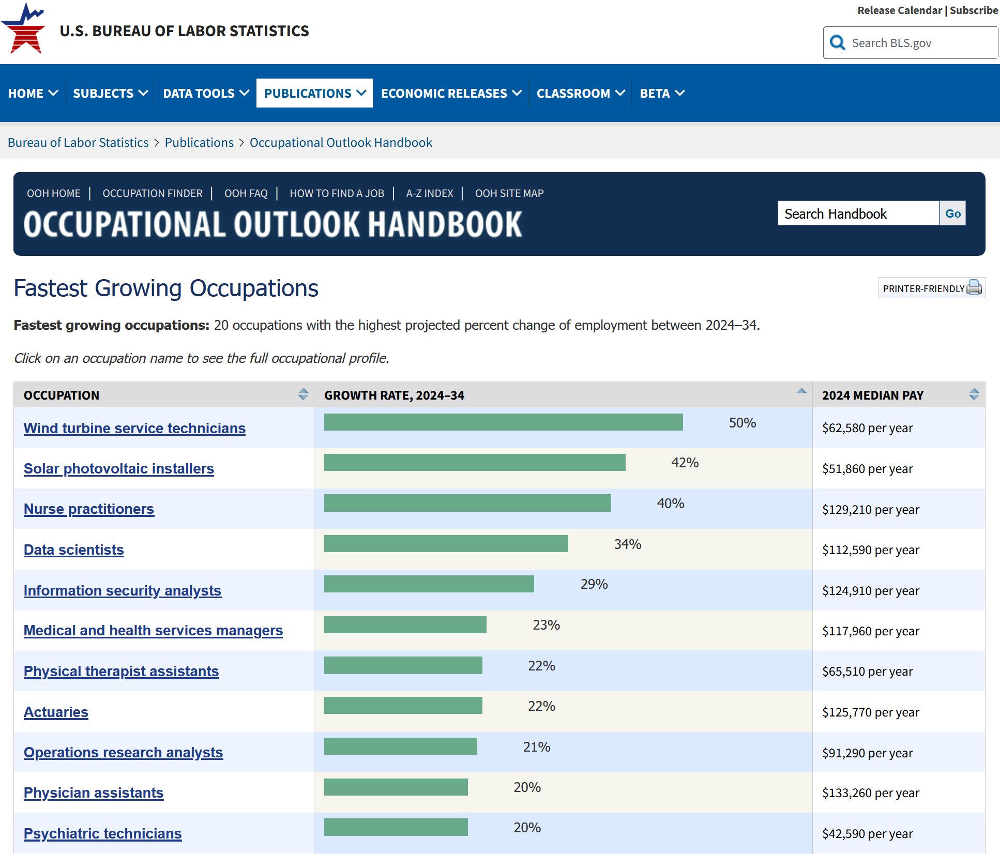 Release Calendar | Subscribe
U.S. BUREAU OF LABOR STATISTICS
Search BLS.gov
HOME SUBJECTS DATA TOOLS PUBLICATIONS ECONOMIC RELEASES CLASSROOM BETA
Bureau of Labor Statistics > Publications > Occupational Outlook Handbook
OOH HOME | OCCUPATION FINDER | OOH FAQ | HOW TO FIND A JOB | A-Z INDEX | OOH SITE MAP
OCCUPATIONAL OUTLOOK HANDBOOK
Search Handbook Go
Fastest Growing Occupations
PRINTER-FRIENDLY
Fastest growing occupations: 20 occupations with the highest projected percent change of employment between 2024–34.
Click on an occupation name to see the full occupational profile.
OCCUPATION GROWTH RATE, 2024–34 2024 MEDIAN PAY
Wind turbine service technicians 50% $62,580 per year
Solar photovoltaic installers 42% $51,860 per year
Nurse practitioners 40% $129,210 per year
Data scientists 34% $112,590 per year
Information security analysts 29% $124,910 per year
Medical and health services managers 23% $117,960 per year
Physical therapist assistants 22% $65,510 per year
Actuaries 22% $125,770 per year
Operations research analysts 21% $91,290 per year
Physician assistants 20% $133,260 per year
Psychiatric technicians 20% $42,590 per year